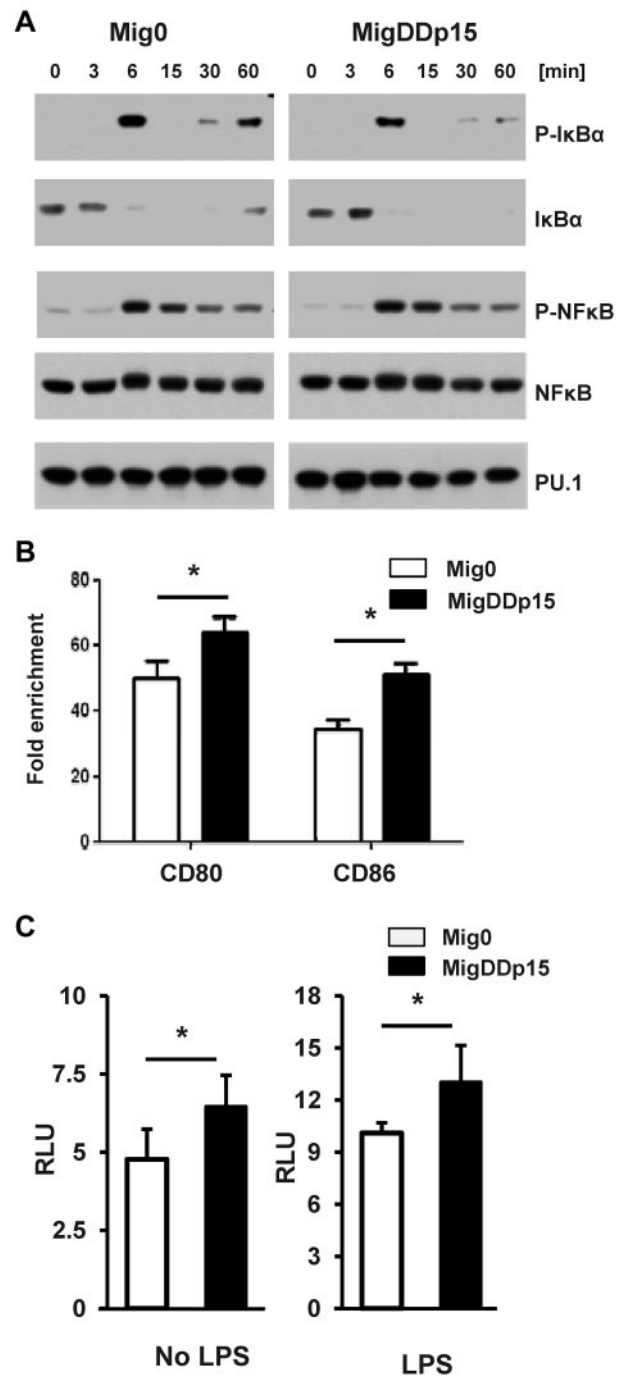 A
Mig0 MigDDp15
0 3 6 15 30 60 0 3 6 15 30 60 [min]
P-IκBα
IκBα
P-NFκB
NFκB
PU.1
B
Mig0
MigDDp15
80
60
40
20
0
Fold enrichment
* *
CD80 CD86
C
Mig0
MigDDp15
10
7.5
5
2.5
0
RLU
*
No LPS
18
15
12
9
6
3
0
RLU
*
LPS